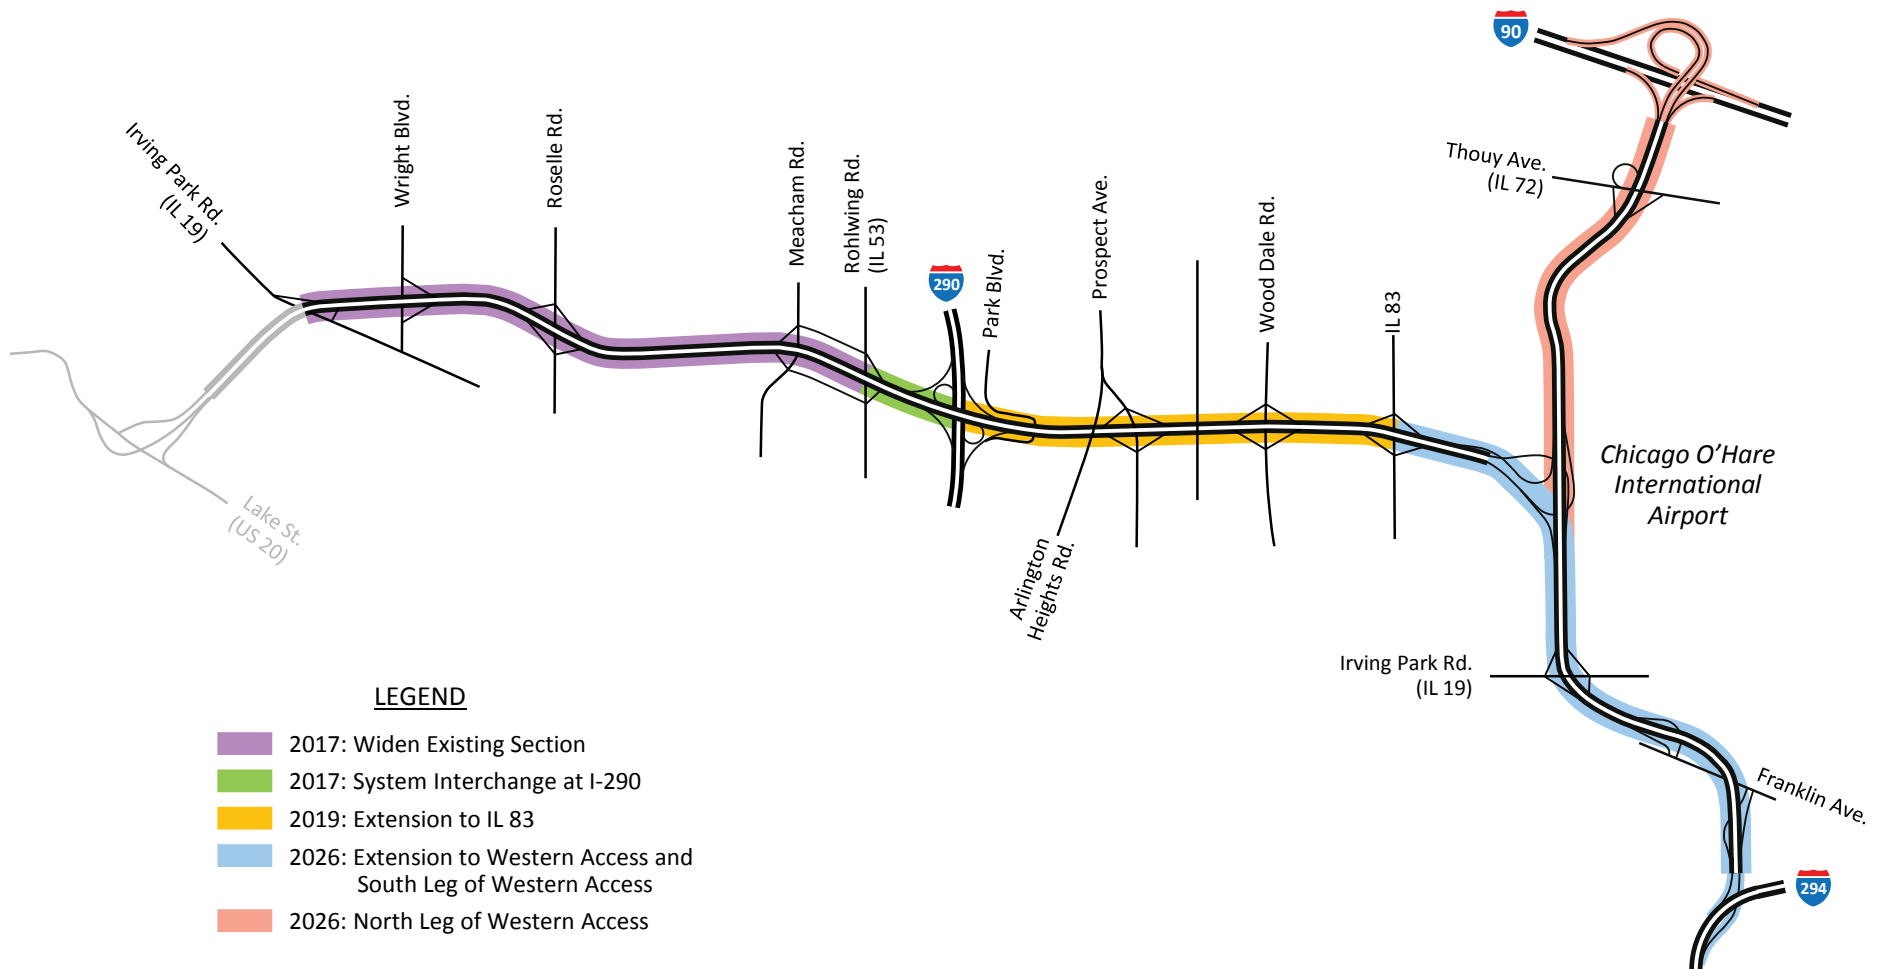 90
Thouy Ave.
(IL 72)
Irving Park Rd.
(IL 19)
Wright Blvd.
Roselle Rd.
Meacham Rd.
Rohlwing Rd.
(IL 53)
290
Park Blvd.
Prospect Ave.
Wood Dale Rd.
IL 83
Chicago O’Hare
International
Airport
Lake St.
(US 20)
Arlington
Heights Rd.
Irving Park Rd.
(IL 19)
Franklin Ave.
294
LEGEND
2017: Widen Existing Section
2017: System Interchange at I-290
2019: Extension to IL 83
2026: Extension to Western Access and
South Leg of Western Access
2026: North Leg of Western Access